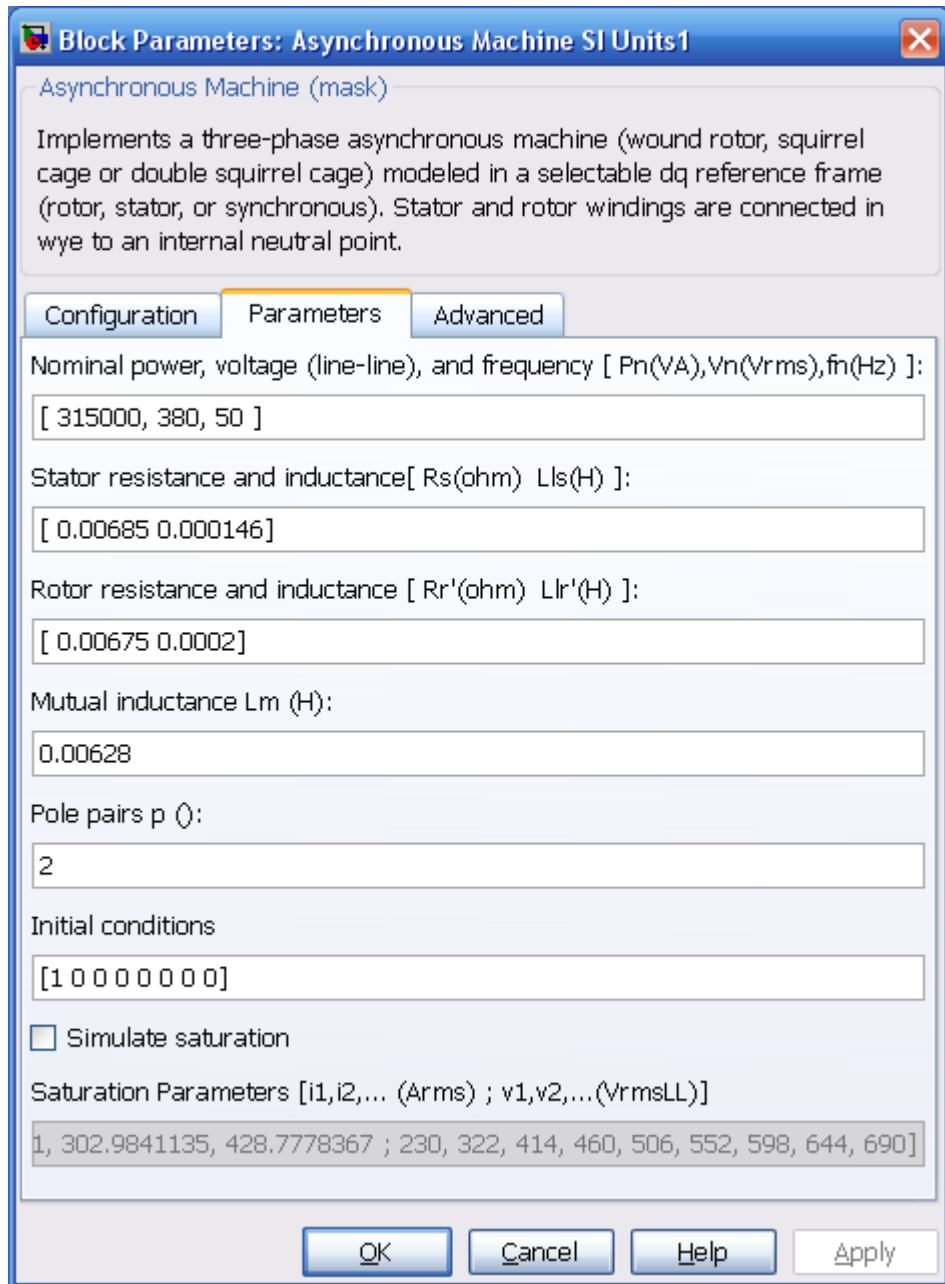 Block Parameters: Asynchronous Machine SI Units1
Asynchronous Machine (mask)
Implements a three-phase asynchronous machine (wound rotor, squirrel
cage or double squirrel cage) modeled in a selectable dq reference frame
(rotor, stator, or synchronous). Stator and rotor windings are connected in
wye to an internal neutral point.
Configuration Parameters Advanced
Nominal power, voltage (line-line), and frequency [ Pn(VA),Vn(Vrms),fn(Hz) ]:
[ 315000, 380, 50 ]
Stator resistance and inductance[ Rs(ohm) Lls(H) ]:
[ 0.00685 0.000146]
Rotor resistance and inductance [ Rr'(ohm) Llr'(H) ]:
[ 0.00675 0.0002]
Mutual inductance Lm (H):
0.00628
Pole pairs p ():
2
Initial conditions
[1 0 0 0 0 0 0 0]
Simulate saturation
Saturation Parameters [i1,i2,... (Arms) ; v1,v2,...(VrmsLL)]
1, 302.9841135, 428.7778367 ; 230, 322, 414, 460, 506, 552, 598, 644, 690]
OK Cancel Help Apply